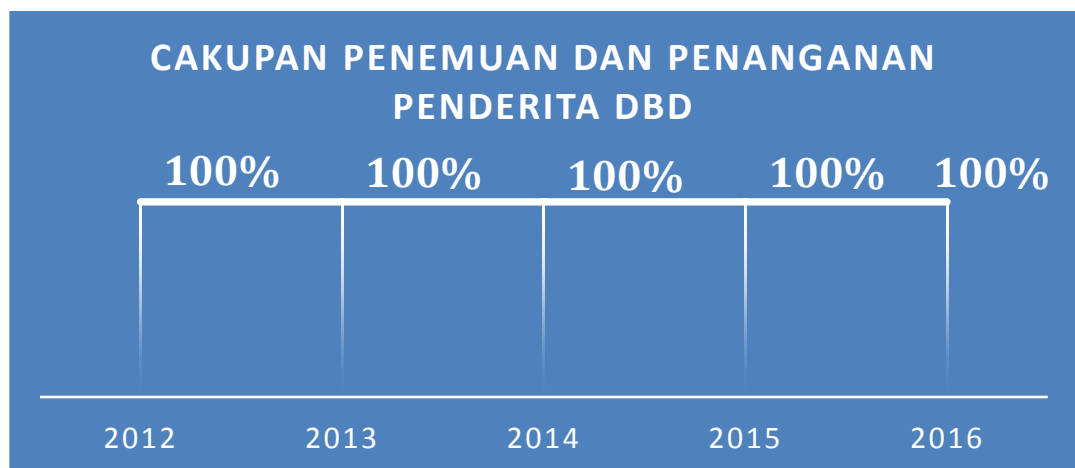 CAKUPAN PENEMUAN DAN PENANGANAN
PENDERITA DBD
100% 100% 100% 100% 100%
2012 2013 2014 2015 2016